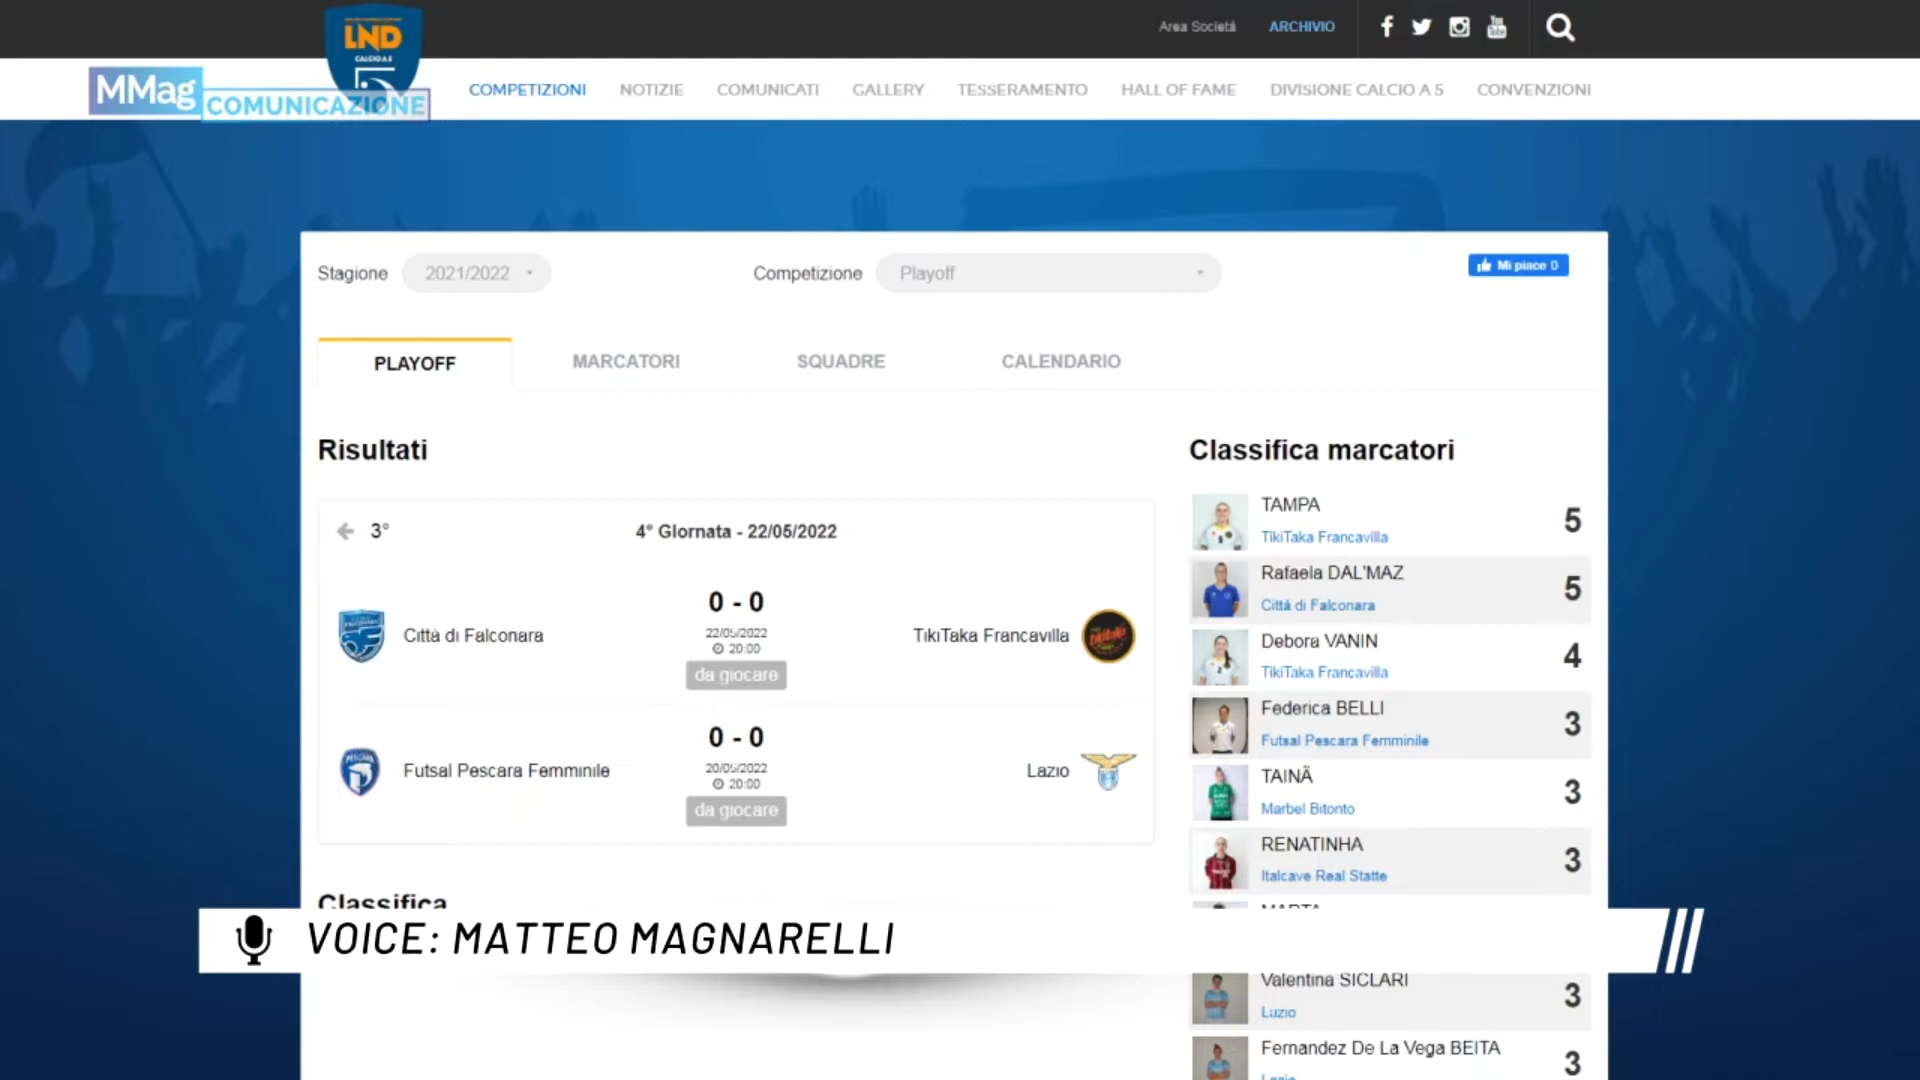 Area Società
ARCHIVIO
LND
CALCIO A 5
MMag
COMUNICAZIONE
COMPETIZIONI
NOTIZIE
COMUNICATI
GALLERY
TESSERAMENTO
HALL OF FAME
DIVISIONE CALCIO A 5
CONVENZIONI
Stagione
2021/2022
Competizione
Playoff
Mi piace 0
PLAYOFF
MARCATORI
SQUADRE
CALENDARIO
Risultati
3°
4° Giornata - 22/05/2022
Città di Falconara
0 - 0
22/05/2022
20:00
da giocare
TikiTaka Francavilla
Futsal Pescara Femminile
0 - 0
20/05/2022
20:00
da giocare
Lazio
Classifica
Classifica marcatori
TAMPA
TikiTaka Francavilla
5
Rafaela DAL'MAZ
Città di Falconara
5
Debora VANIN
TikiTaka Francavilla
4
Federica BELLI
Futsal Pescara Femminile
3
TAINÃ
Marbel Bitonto
3
RENATINHA
Italcave Real Statte
3
VOICE: MATTEO MAGNARELLI
Valentina SICLARI
Lazio
3
Fernandez De La Vega BEITA
Lazio
3